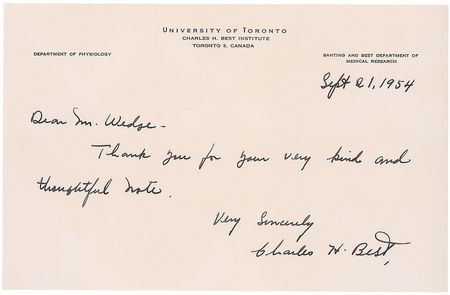 UNIVERSITY OF TORONTO
CHARLES H. BEST INSTITUTE
TORONTO 5, CANADA
DEPARTMENT OF PHYSIOLOGY
BANTING AND BEST DEPARTMENT OF
MEDICAL RESEARCH
Sept 21, 1954
Dear Mr. Wedge -
Thank you for your very kind and
thoughtful note.
Very Sincerely
Charles H. Best,